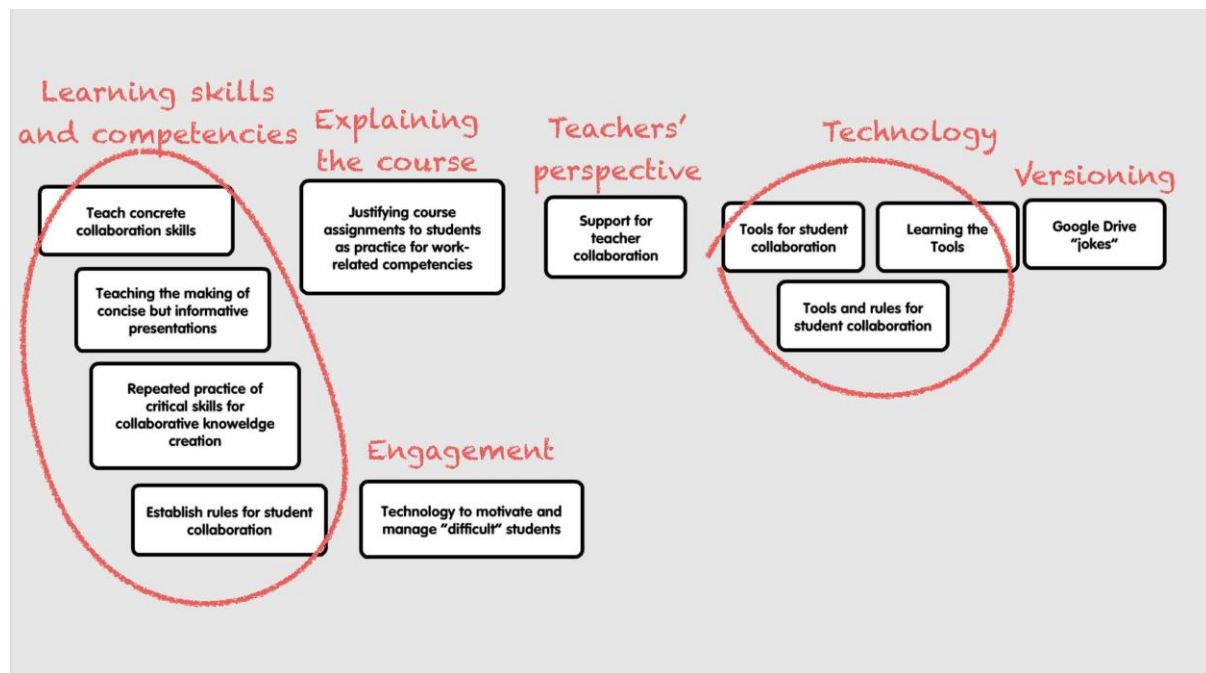 Learning skills
and competencies
Teach concrete
collaboration skills
Teaching the making of
concise but informative
presentations
Repeated practice of
critical skills for
collaborative knoweldge
creation
Establish rules for student
collaboration
Explaining
the course
Justifying course
assignments to students
as practice for work-
related competencies
Engagement
Technology to motivate and
manage “difficult” students
Teachers’
perspective
Support for
teacher
collaboration
Technology
Tools for student
collaboration
Learning the
Tools
Tools and rules for
student collaboration
Versioning
Google Drive
“jokes”